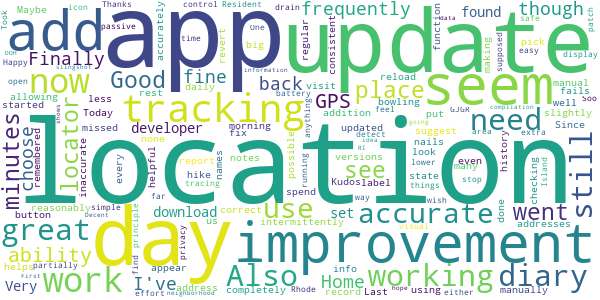 location
app
update
day
improvement
add
seem
tracking
accurate
working
great
work
diary
use
need
now
GPS
went
still
place
Also
ability
minutes
locator
choose
see
I've
Good
fine
back
Finally
frequently
though
found
developer
Home
set
download
Very
Maybe
icon
Thanks
control
Resident
Took
Happy
passive
accurately
time
revert
big
One
drain
regular
consistent
function
data
safe
display
supposed
pick
easy
making
reload
manual
fails
open
daily
rest
battery
visit
bowling
as
well
Soo
slingshot
allowing
less
Today
morning
fix
addition
updated
put
feel
slightly
Since
started
missed
anything
detect
suggest
nails
look
lower
area
extra
even
history
checking
Island
remembered
inaccurate
none
report
possible
running
idea
versions
GJGR
many
things
stop
reasonably
button
simple
every
helpful
hike
tracing
names
notes
us
correct
spend
Kudos
label
state
wish
way
info
record
Last
hope
using
either
manually
done
addresses
completely
Rhode
visual
intermittently
privacy
appear
address
neighborhood
principle
find
far
partially
helps
Decent
First
effort
compilation
information
going
shows